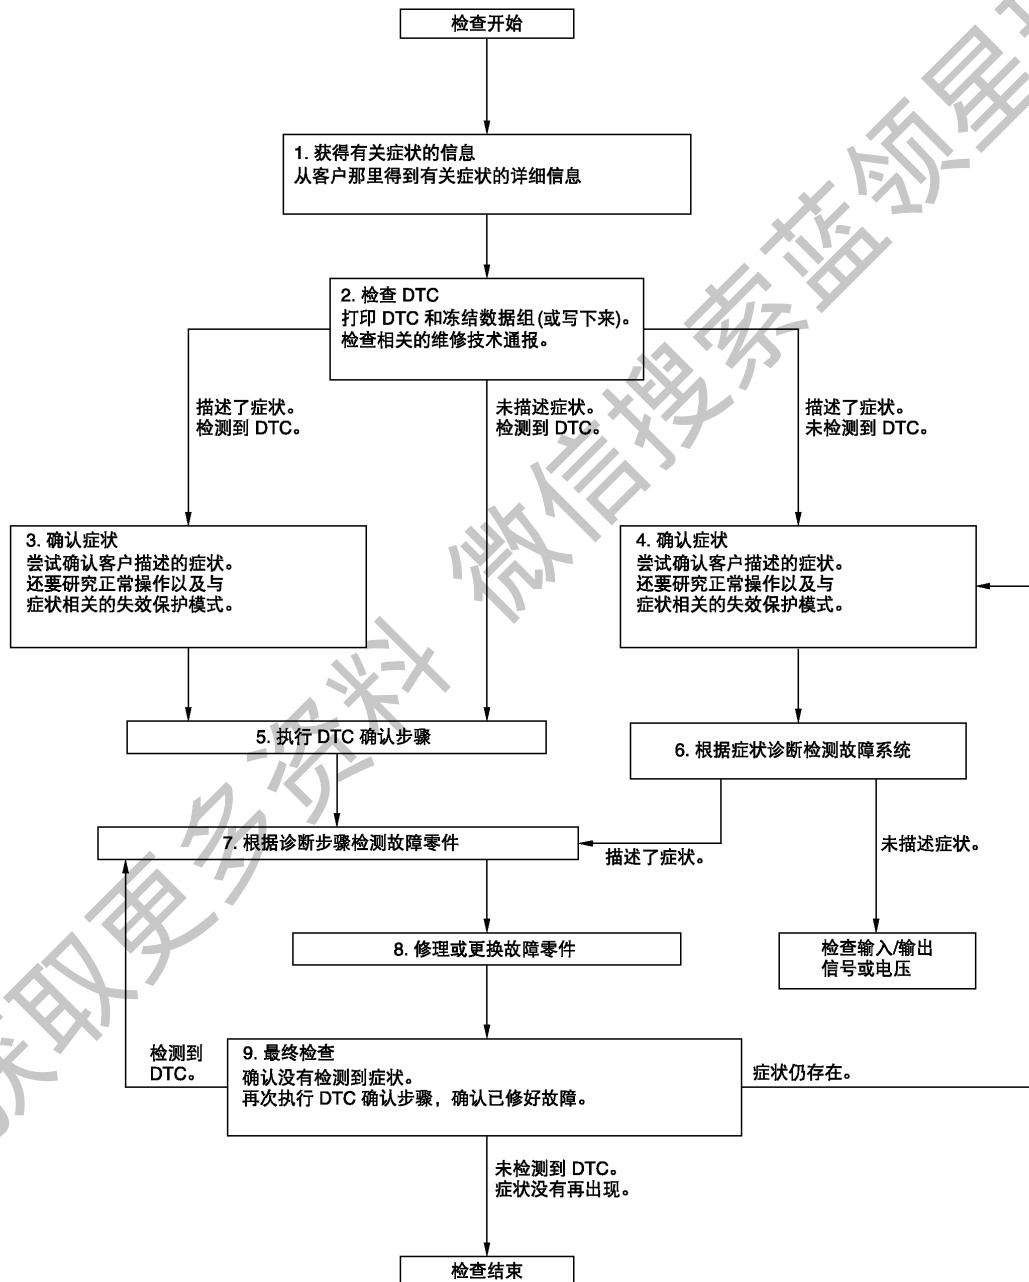 检查开始
1. 获得有关症状的信息
从客户那里得到有关症状的详细信息
2. 检查 DTC
打印 DTC 和冻结数据组(或写下来)。
检查相关的维修技术通报。
描述了症状。
检测到 DTC。
未描述症状。
检测到 DTC。
描述了症状。
未检测到 DTC。
3. 确认症状
尝试确认客户描述的症状。
还要研究正常操作以及与
症状相关的失效保护模式。
4. 确认症状
尝试确认客户描述的症状。
还要研究正常操作以及与
症状相关的失效保护模式。
5. 执行 DTC 确认步骤
6. 根据症状诊断检测故障系统
7. 根据诊断步骤检测故障零件
描述了症状。
未描述症状。
8. 修理或更换故障零件
检查输入/输出
信号或电压
检测到
DTC。
9. 最终检查
确认没有检测到症状。
再次执行 DTC 确认步骤，确认已修好故障。
症状仍存在。
未检测到 DTC。
症状没有再出现。
检查结束
获取更多资料 微信搜索蓝领星球